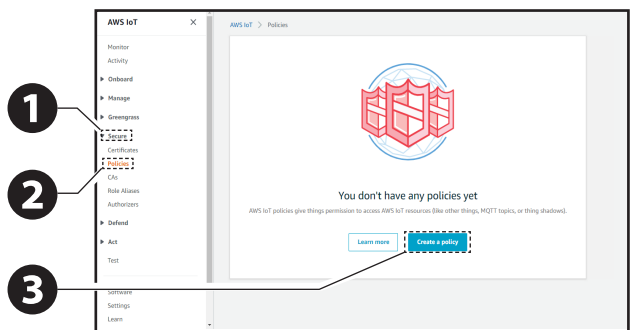 AWS IoT
Monitor
Activity
Onboard
Manage
Greengrass
Secure
Certificates
Policies
CAs
Role Aliases
Authorizers
Defend
Act
Test
Software
Settings
Learn
AWS IoT > Policies
You don't have any policies yet
AWS IoT policies give things permission to access AWS IoT resources (like other things, MQTT topics, or thing shadows).
Learn more
Create a policy
1
2
3